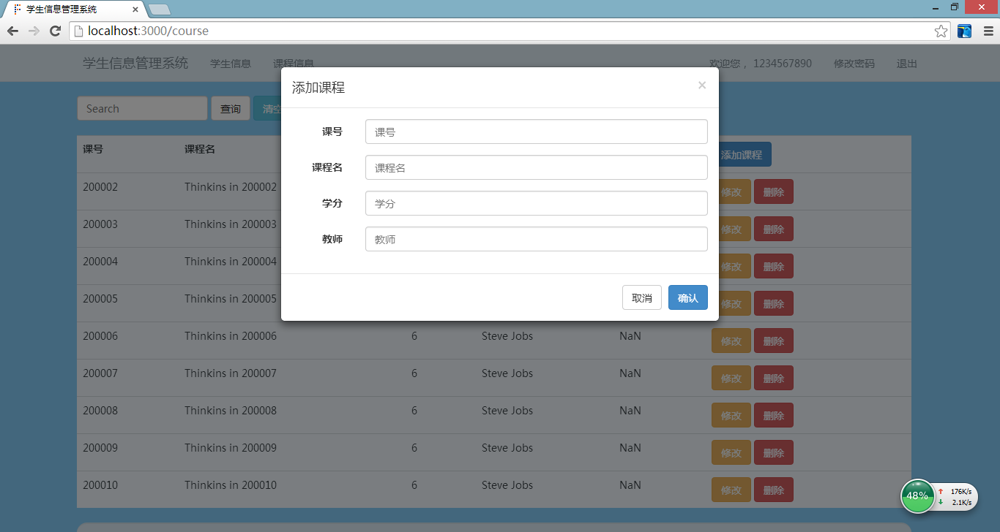 学生信息管理系统
localhost:3000/course
学生信息管理系统 学生信息 课程信息 欢迎您， 1234567890 修改密码 退出
Search 查询 清空
添加课程 ×
课号 课号
课程名 课程名
学分 学分
教师 教师
取消 确认
课号 课程名 添加课程
200002 Thinkins in 200002 修改 删除
200003 Thinkins in 200003 修改 删除
200004 Thinkins in 200004 修改 删除
200005 Thinkins in 200005 修改 删除
200006 Thinkins in 200006 6 Steve Jobs NaN 修改 删除
200007 Thinkins in 200007 6 Steve Jobs NaN 修改 删除
200008 Thinkins in 200008 6 Steve Jobs NaN 修改 删除
200009 Thinkins in 200009 6 Steve Jobs NaN 修改 删除
200010 Thinkins in 200010 6 Steve Jobs NaN 修改 删除
48% 176K/s
2.1K/s